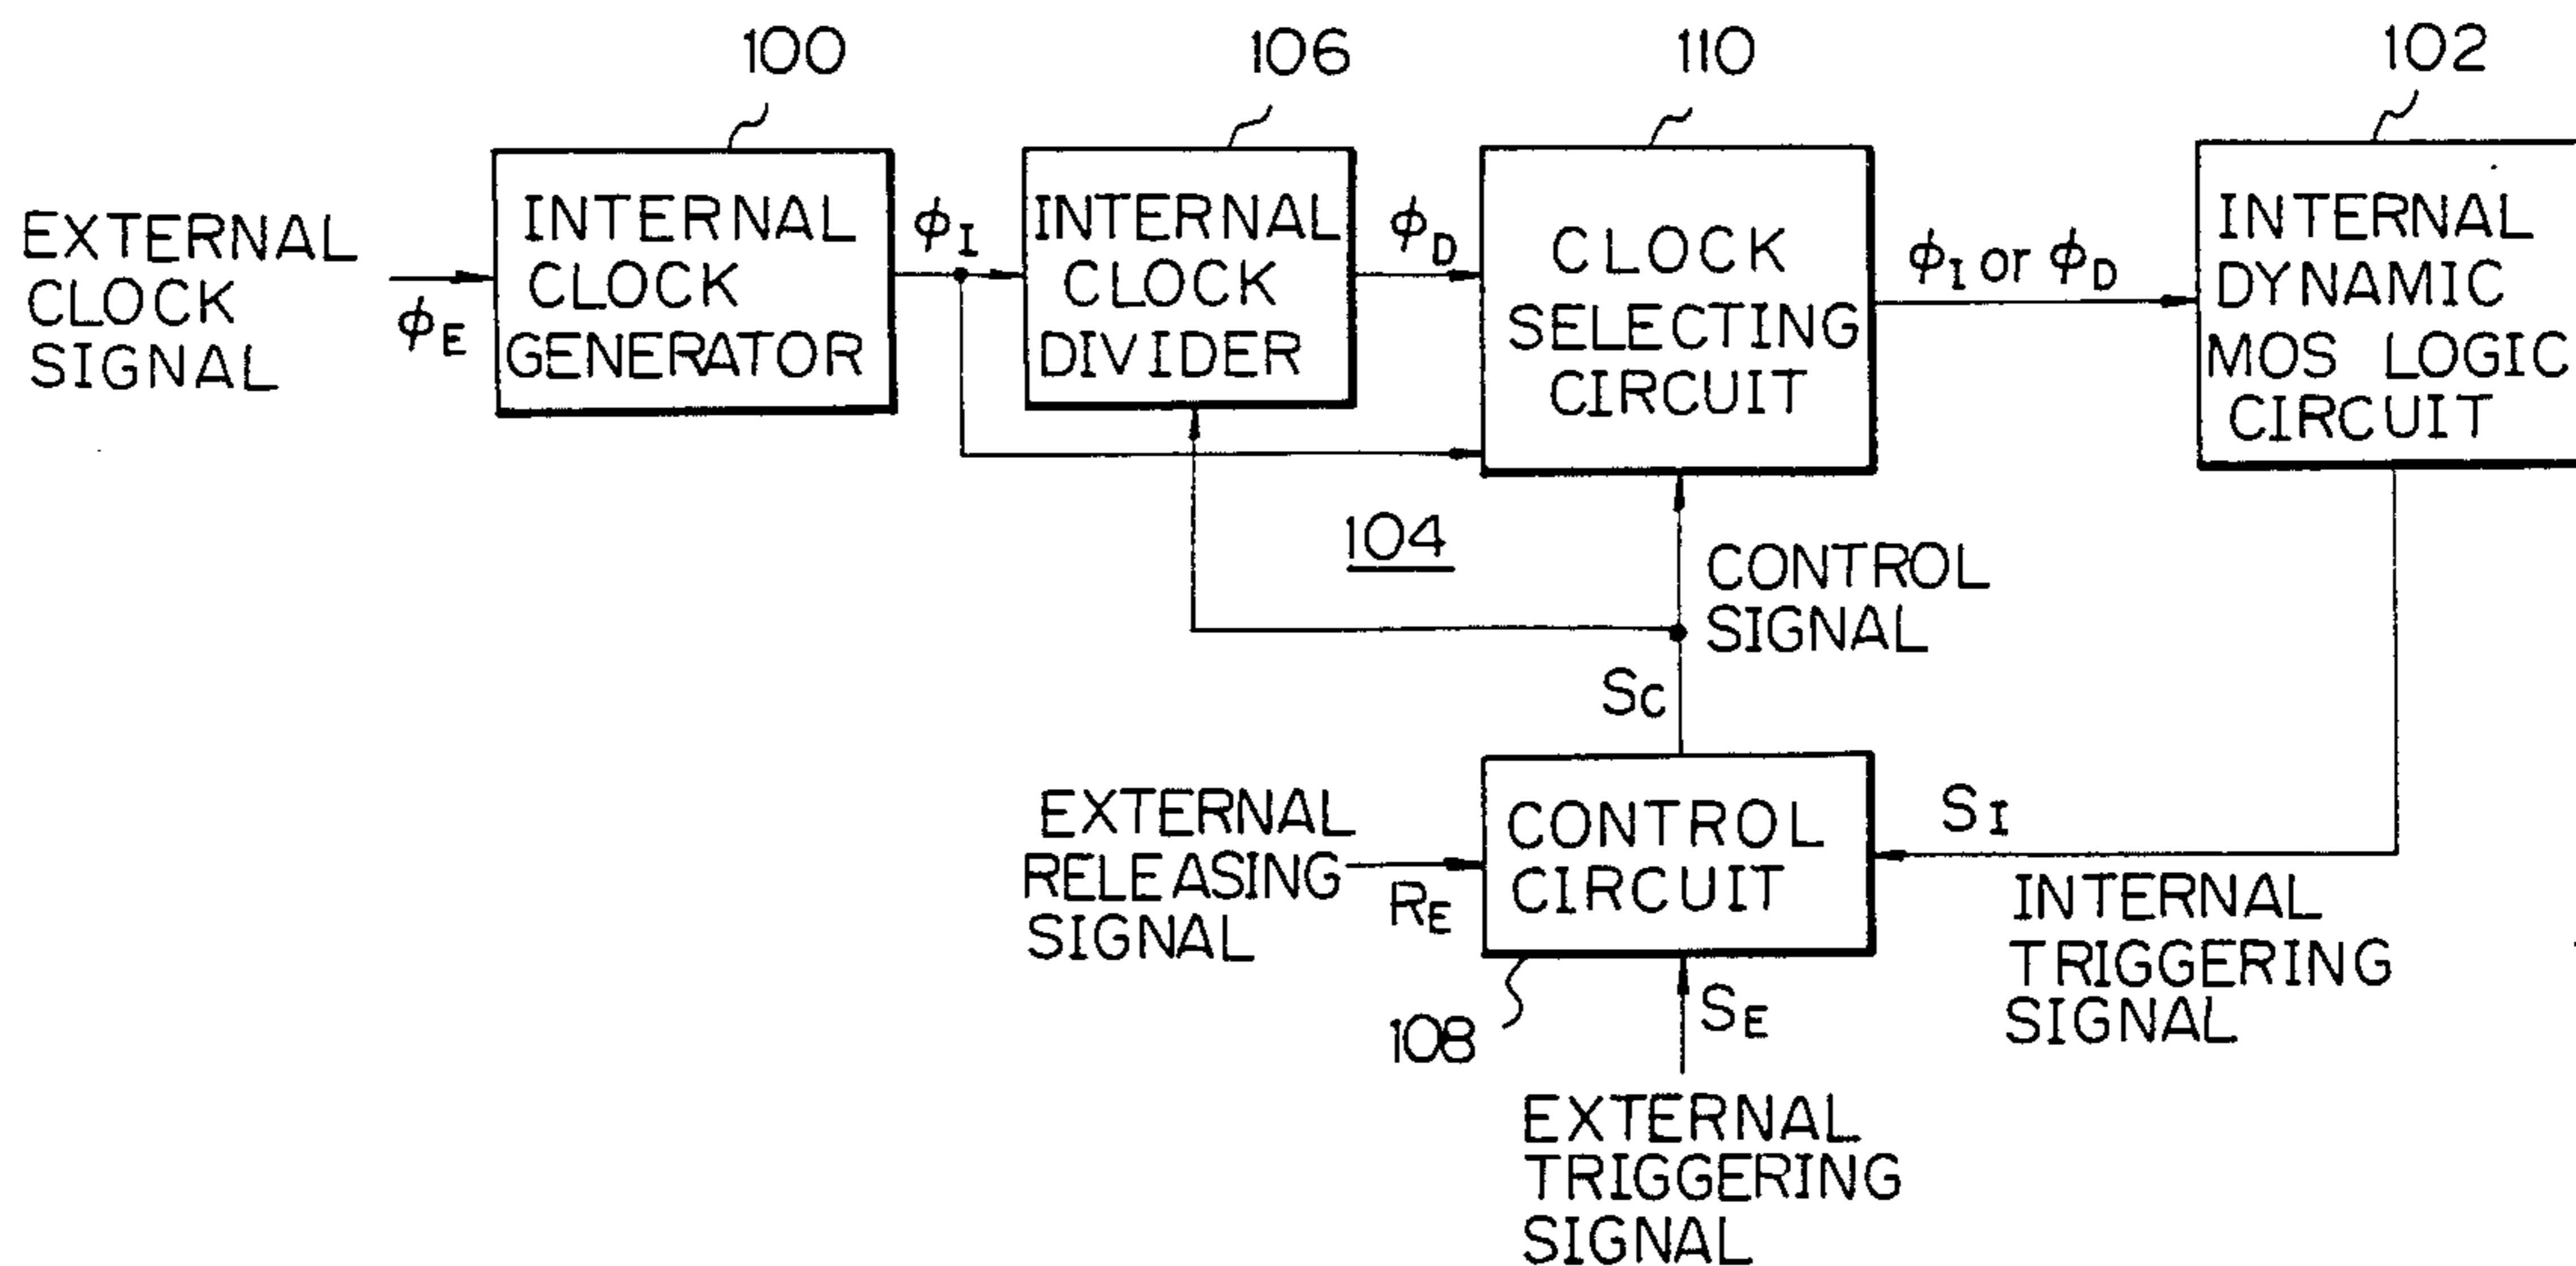 100
106
110
102
EXTERNAL
CLOCK
SIGNAL
ϕE
INTERNAL
CLOCK
GENERATOR
ϕI
INTERNAL
CLOCK
DIVIDER
ϕD
CLOCK
SELECTING
CIRCUIT
ϕI or ϕD
INTERNAL
DYNAMIC
MOS LOGIC
CIRCUIT
104
CONTROL
SIGNAL
SC
EXTERNAL
RELEASING
SIGNAL
RE
CONTROL
CIRCUIT
SI
INTERNAL
TRIGGERING
SIGNAL
108
SE
EXTERNAL
TRIGGERING
SIGNAL